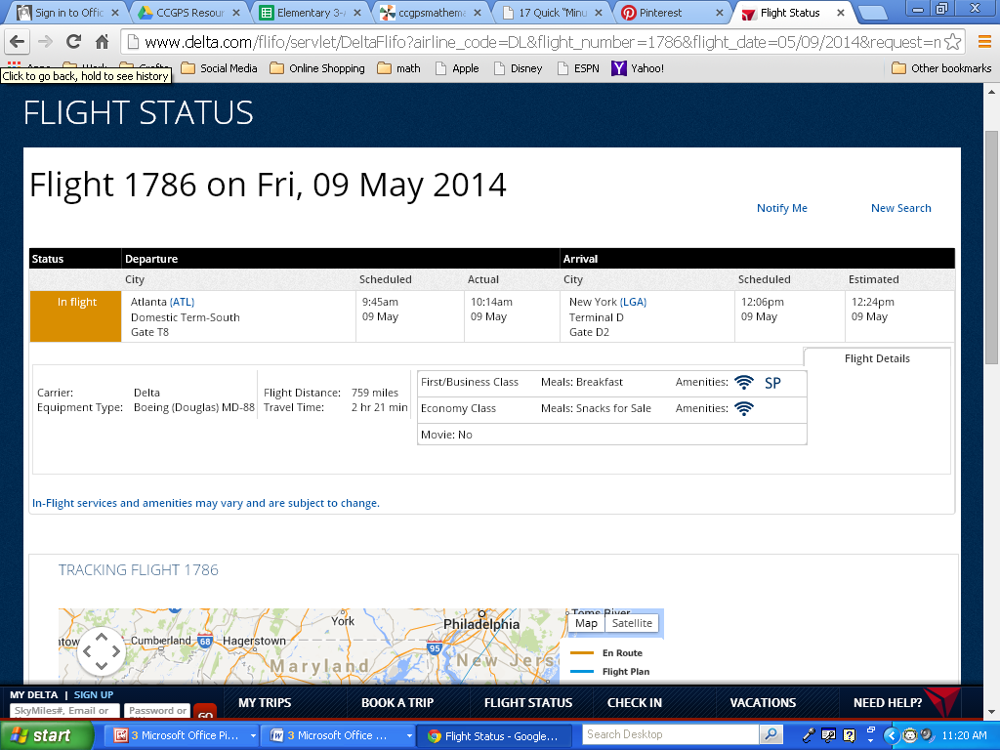 Sign in to Offic
CCGPS Resour
Elementary 3-
ccgpsmathema
17 Quick "Minu
Pinterest
Flight Status
www.delta.com/flifo/servlet/DeltaFlifo?airline_code=DL&flight_number=1786&flight_date=05/09/2014&request=m
Social Media Online Shopping math Apple Disney ESPN Yahoo! Other bookmarks
Click to go back, hold to see history
FLIGHT STATUS
Flight 1786 on Fri, 09 May 2014
Notify Me New Search
Status Departure Arrival
City Scheduled Actual City Scheduled Estimated
In flight Atlanta (ATL) 9:45am 10:14am New York (LGA) 12:06pm 12:24pm
Domestic Term-South 09 May 09 May Terminal D 09 May 09 May
Gate T8 Gate D2
Flight Details
First/Business Class Meals: Breakfast Amenities: SP
Carrier: Delta Flight Distance: 759 miles
Equipment Type: Boeing (Douglas) MD-88 Travel Time: 2 hr 21 min
Economy Class Meals: Snacks for Sale Amenities:
Movie: No
In-Flight services and amenities may vary and are subject to change.
TRACKING FLIGHT 1786
Toms River
York Philadelphia Map Satellite
Cumberland 68 Hagerstown 95
Maryland New Jers
En Route
Flight Plan
MY DELTA | SIGN UP
SkyMiles#, Email or Password or GO
MY TRIPS BOOK A TRIP FLIGHT STATUS CHECK IN VACATIONS NEED HELP?
start 3 Microsoft Office Pi... 3 Microsoft Office ... Flight Status - Google... Search Desktop 11:20 AM